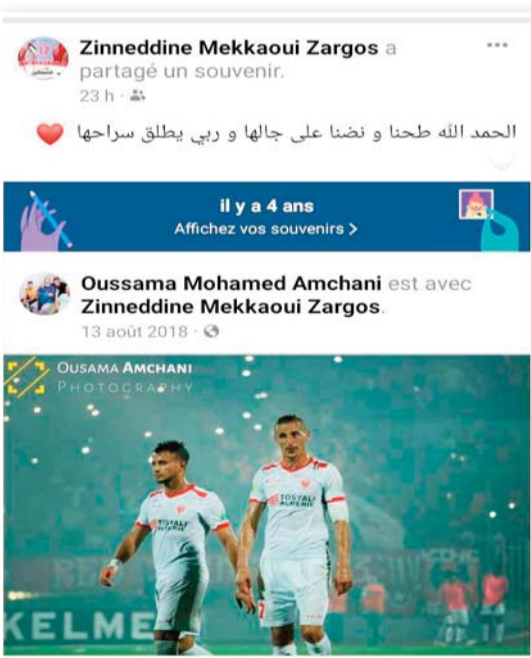 Zinneddine Mekkaoui Zargos a
partagé un souvenir.
23 h
الحمد الله طحنا و نضنا على جالها و ربي يطلق سراحها
il y a 4 ans
Affichez vos souvenirs >
Oussama Mohamed Amchani est avec
Zinneddine Mekkaoui Zargos.
13 août 2018
OUSAMA AMCHANI
PHOTOGRAPHY
TOSYALI
ALGERIE
TOSYALI
ALGERIE
KELME